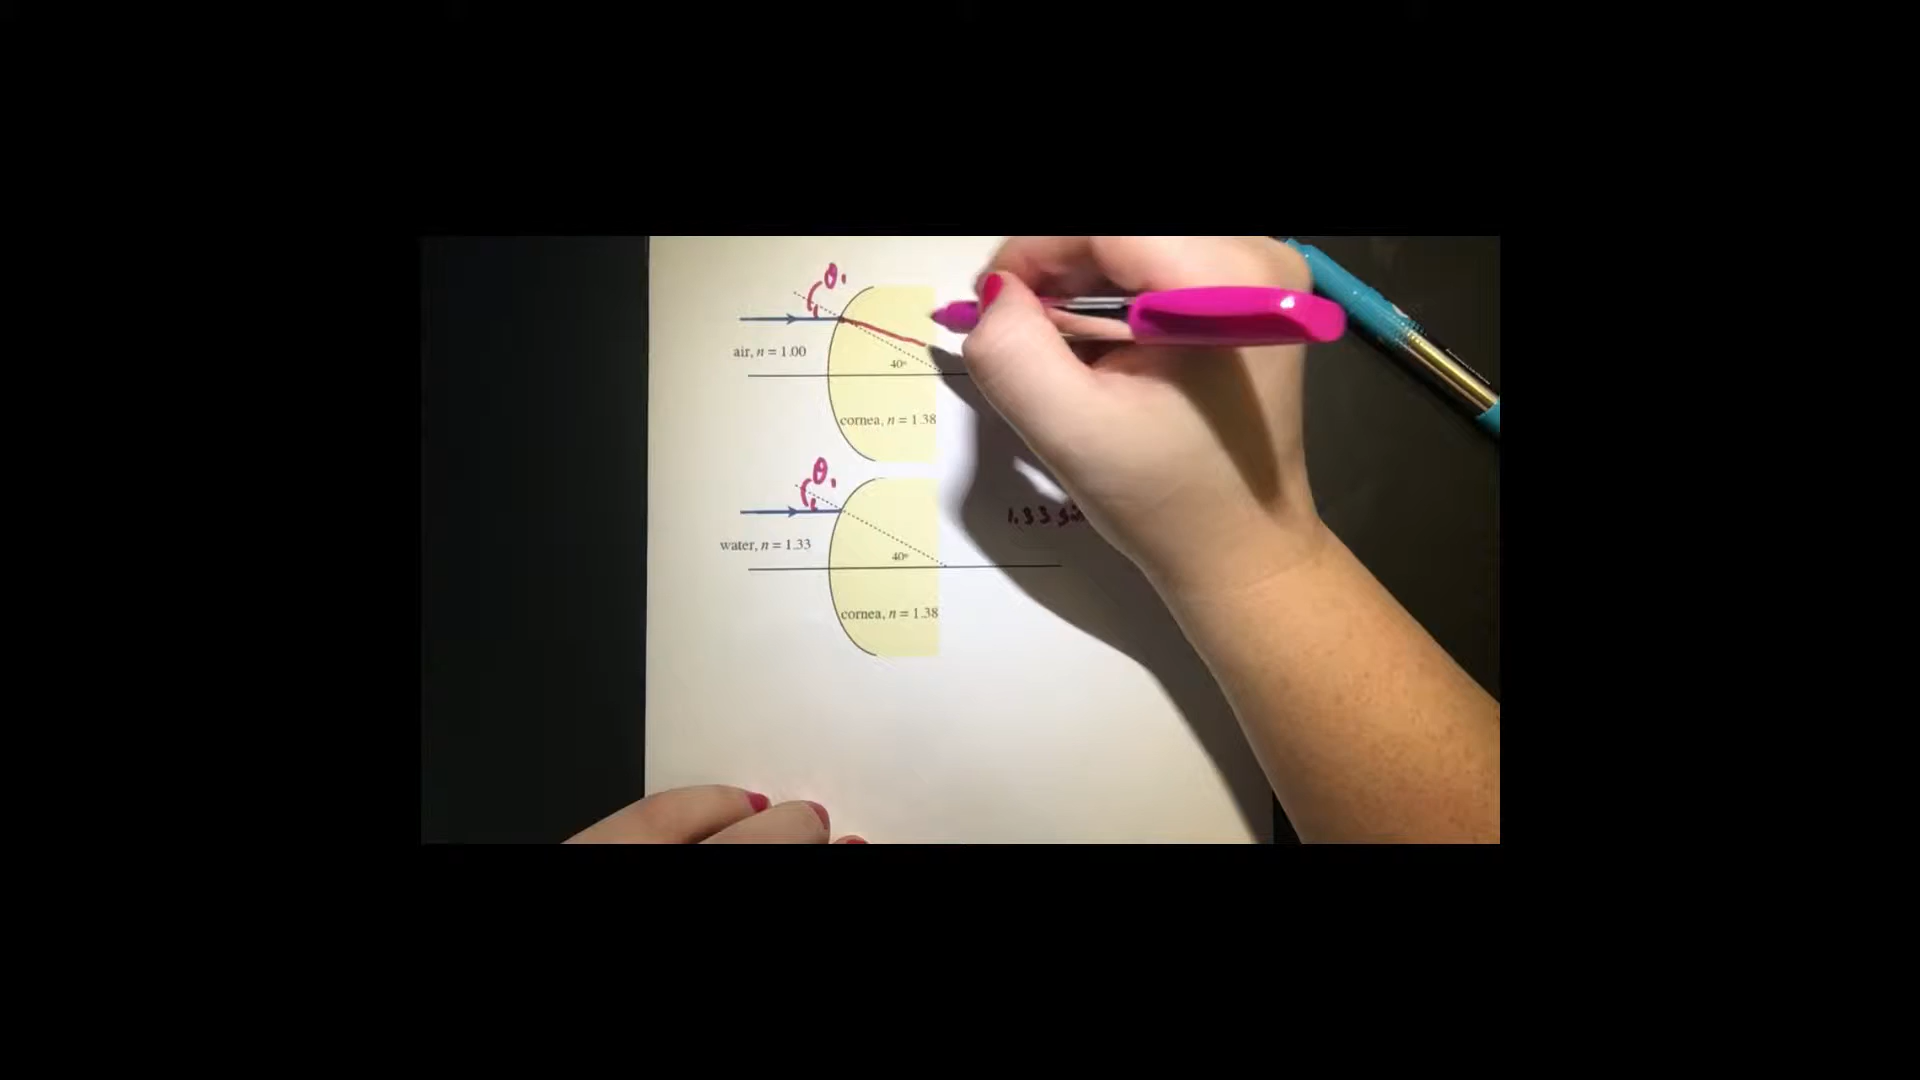 θ₁
air, n = 1.00
40°
cornea, n = 1.38
θ₁
1.33
water, n = 1.33
40°
cornea, n = 1.38